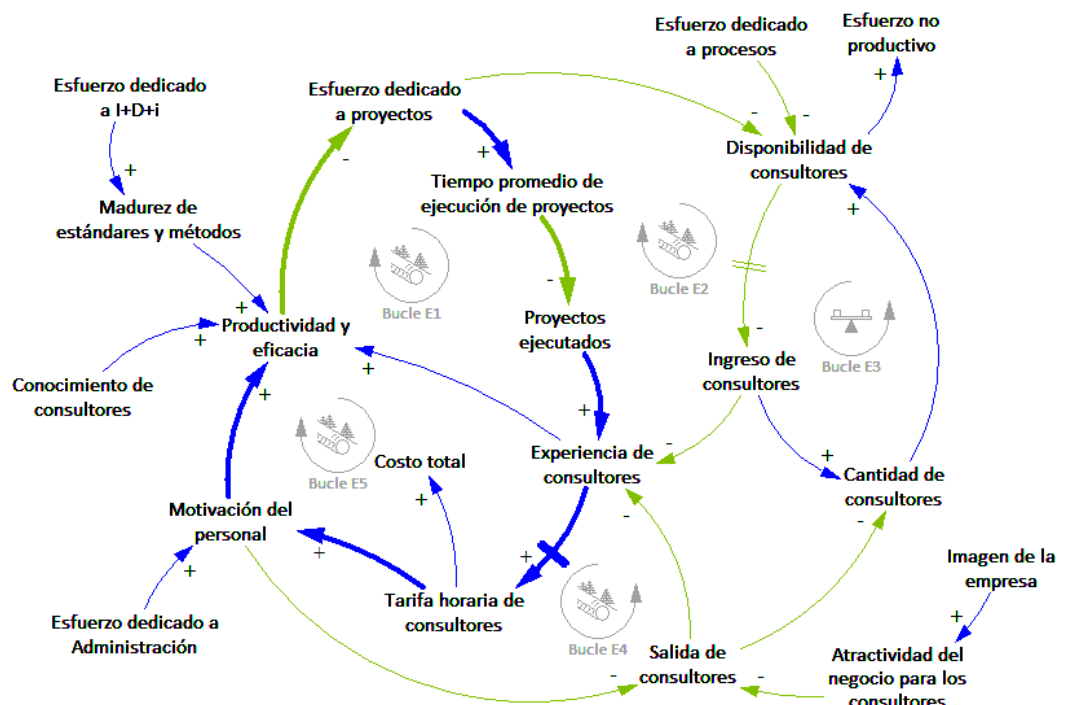 Esfuerzo dedicado
a procesos
Esfuerzo no
productivo
+
Esfuerzo dedicado
a I+D+i
Esfuerzo dedicado
a proyectos
-
-
-
+
+
Disponibilidad de
consultores
Tiempo promedio de
ejecución de proyectos
Madurez de
estándares y métodos
+
Bucle E1
Bucle E2
-
+
Productividad y
eficacia
+
+
Proyectos
ejecutados
-
Ingreso de
consultores
Bucle E3
Conocimiento de
consultores
+
+
-
+
Experiencia de
consultores
Costo total
Bucle E5
+
Cantidad de
consultores
-
-
Motivación del
personal
+
+
+
Imagen de la
empresa
Tarifa horaria de
consultores
+
Esfuerzo dedicado a
Administración
Bucle E4
Salida de
consultores
-
-
Atractividad del
negocio para los
consultores